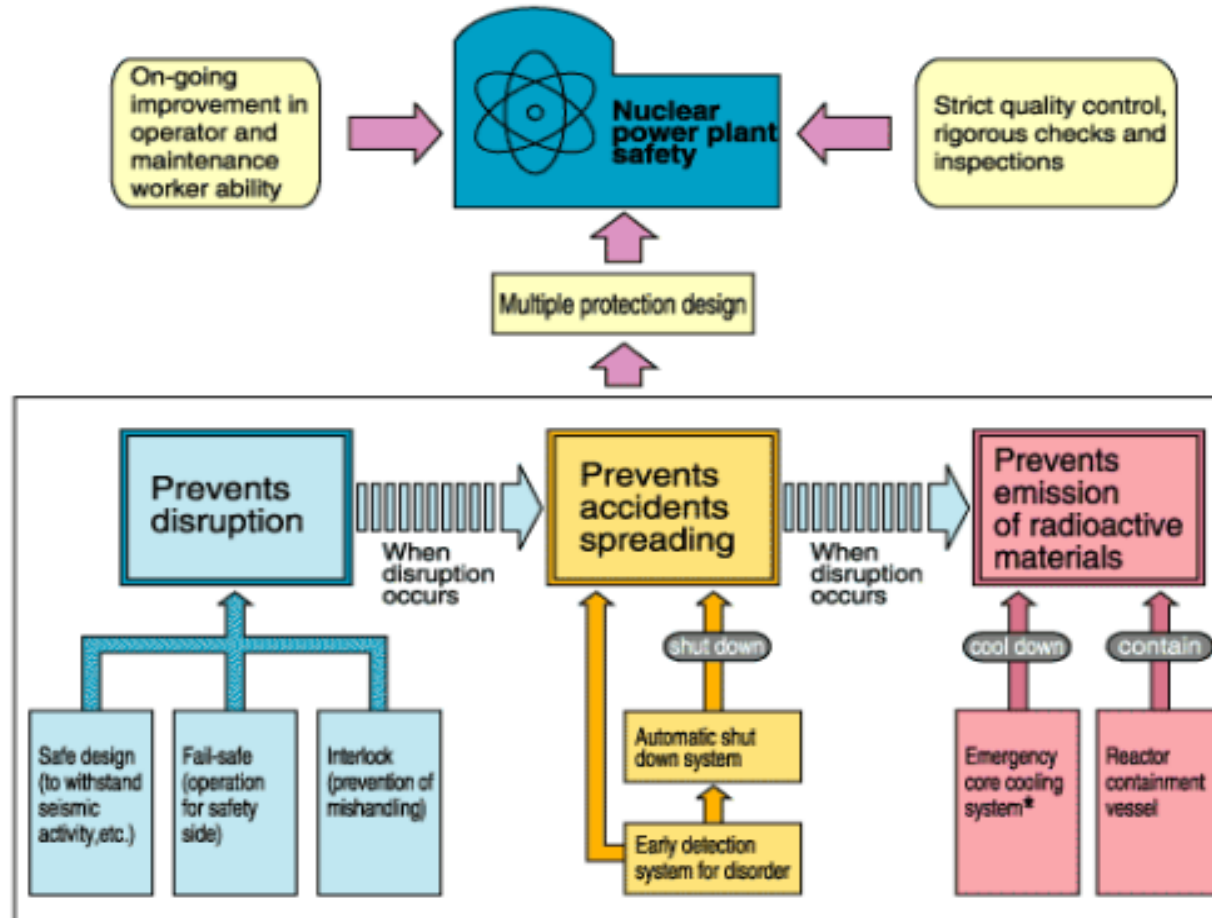 On-going
improvement in
operator and
maintenance
worker ability
Nuclear
power plant
safety
Strict quality control,
rigorous checks and
inspections
Multiple protection design
Prevents
disruption
When
disruption
occurs
Prevents
accidents
spreading
When
disruption
occurs
Prevents
emission
of radioactive
materials
shut down
cool down
contain
Safe design
(to withstand
seismic
activity,etc.)
Fail-safe
(operation
for safety
side)
Interlock
(prevention of
mishandling)
Automatic shut
down system
Early detection
system for disorder
Emergency
core cooling
system*
Reactor
containment
vessel